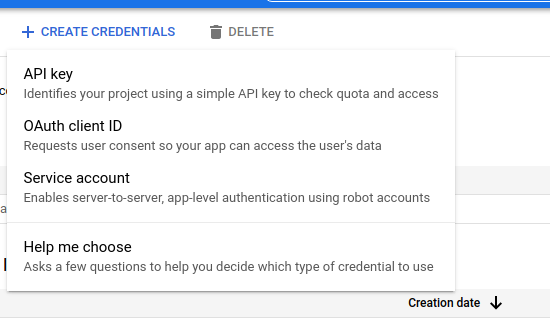 CREATE CREDENTIALS
DELETE
API key
Identifies your project using a simple API key to check quota and access
OAuth client ID
Requests user consent so your app can access the user's data
Service account
Enables server-to-server, app-level authentication using robot accounts
Help me choose
Asks a few questions to help you decide which type of credential to use
Creation date